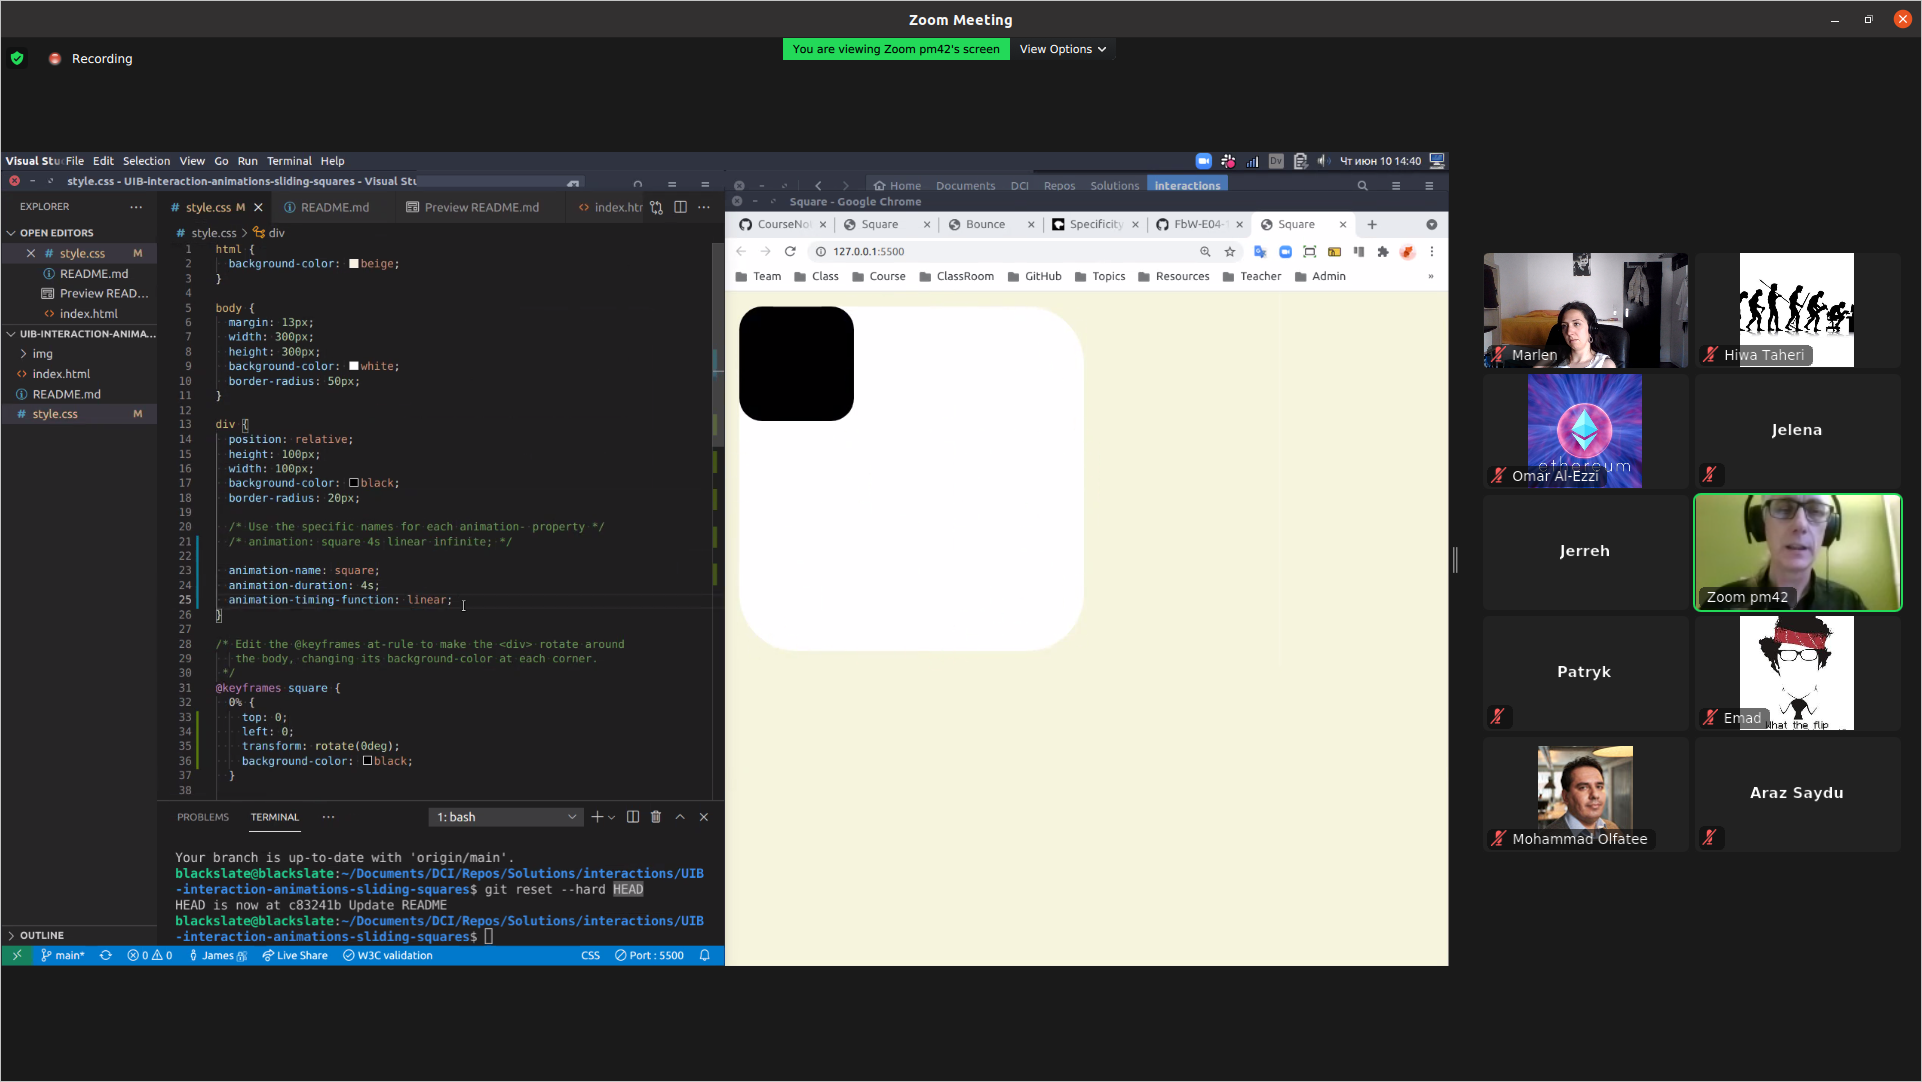 Zoom Meeting
Recording
You are viewing Zoom pm42's screen
View Options
Visual Stu File Edit Selection View Go Run Terminal Help
Dv
Чт июн 10 14:40
style.css - UIB-interaction-animations-sliding-squares - Visual Stu
Home Documents DCI Repos Solutions interactions
EXPLORER
# style.css M
README.md
Preview README.md
<> index.htr
Square - Google Chrome
CourseNo
Square
Bounce
Specificity
FbW-E04-
Square
# style.css > div
OPEN EDITORS
# style.css M
README.md
Preview READ...
<> index.html
UIB-INTERACTION-ANIMA...
> img
<> index.html
README.md
# style.css M
127.0.0.1:5500
Team Class Course ClassRoom GitHub Topics Resources Teacher Admin »
1 html {
2 background-color: beige;
3 }
4
5 body {
6 margin: 13px;
7 width: 300px;
8 height: 300px;
9 background-color: white;
10 border-radius: 50px;
11 }
12
13 div {
14 position: relative;
15 height: 100px;
16 width: 100px;
17 background-color: black;
18 border-radius: 20px;
19
20 /* Use the specific names for each animation- property */
21 /* animation: square 4s linear infinite; */
22
23 animation-name: square;
24 animation-duration: 4s;
25 animation-timing-function: linear;
26 }
27
28 /* Edit the @keyframes at-rule to make the <div> rotate around
29 the body, changing its background-color at each corner.
30 */
31 @keyframes square {
32 0% {
33 top: 0;
34 left: 0;
35 transform: rotate(0deg);
36 background-color: black;
37 }
38
PROBLEMS TERMINAL ... 1: bash
Your branch is up-to-date with 'origin/main'.
blackslate@blackslate:~/Documents/DCI/Repos/Solutions/interactions/UIB
-interaction-animations-sliding-squares$ git reset --hard HEAD
HEAD is now at c83241b Update README
blackslate@blackslate:~/Documents/DCI/Repos/Solutions/interactions/UIB
-interaction-animations-sliding-squares$
OUTLINE
main* 0 0 James Live Share W3C validation CSS Port : 5500
Marlen
Hiwa Taheri
ethereum
Omar Al-Ezzi
Jelena
Jerreh
Zoom pm42
Patryk
What the flip
Emad
Mohammad Olfatee
Araz Saydu